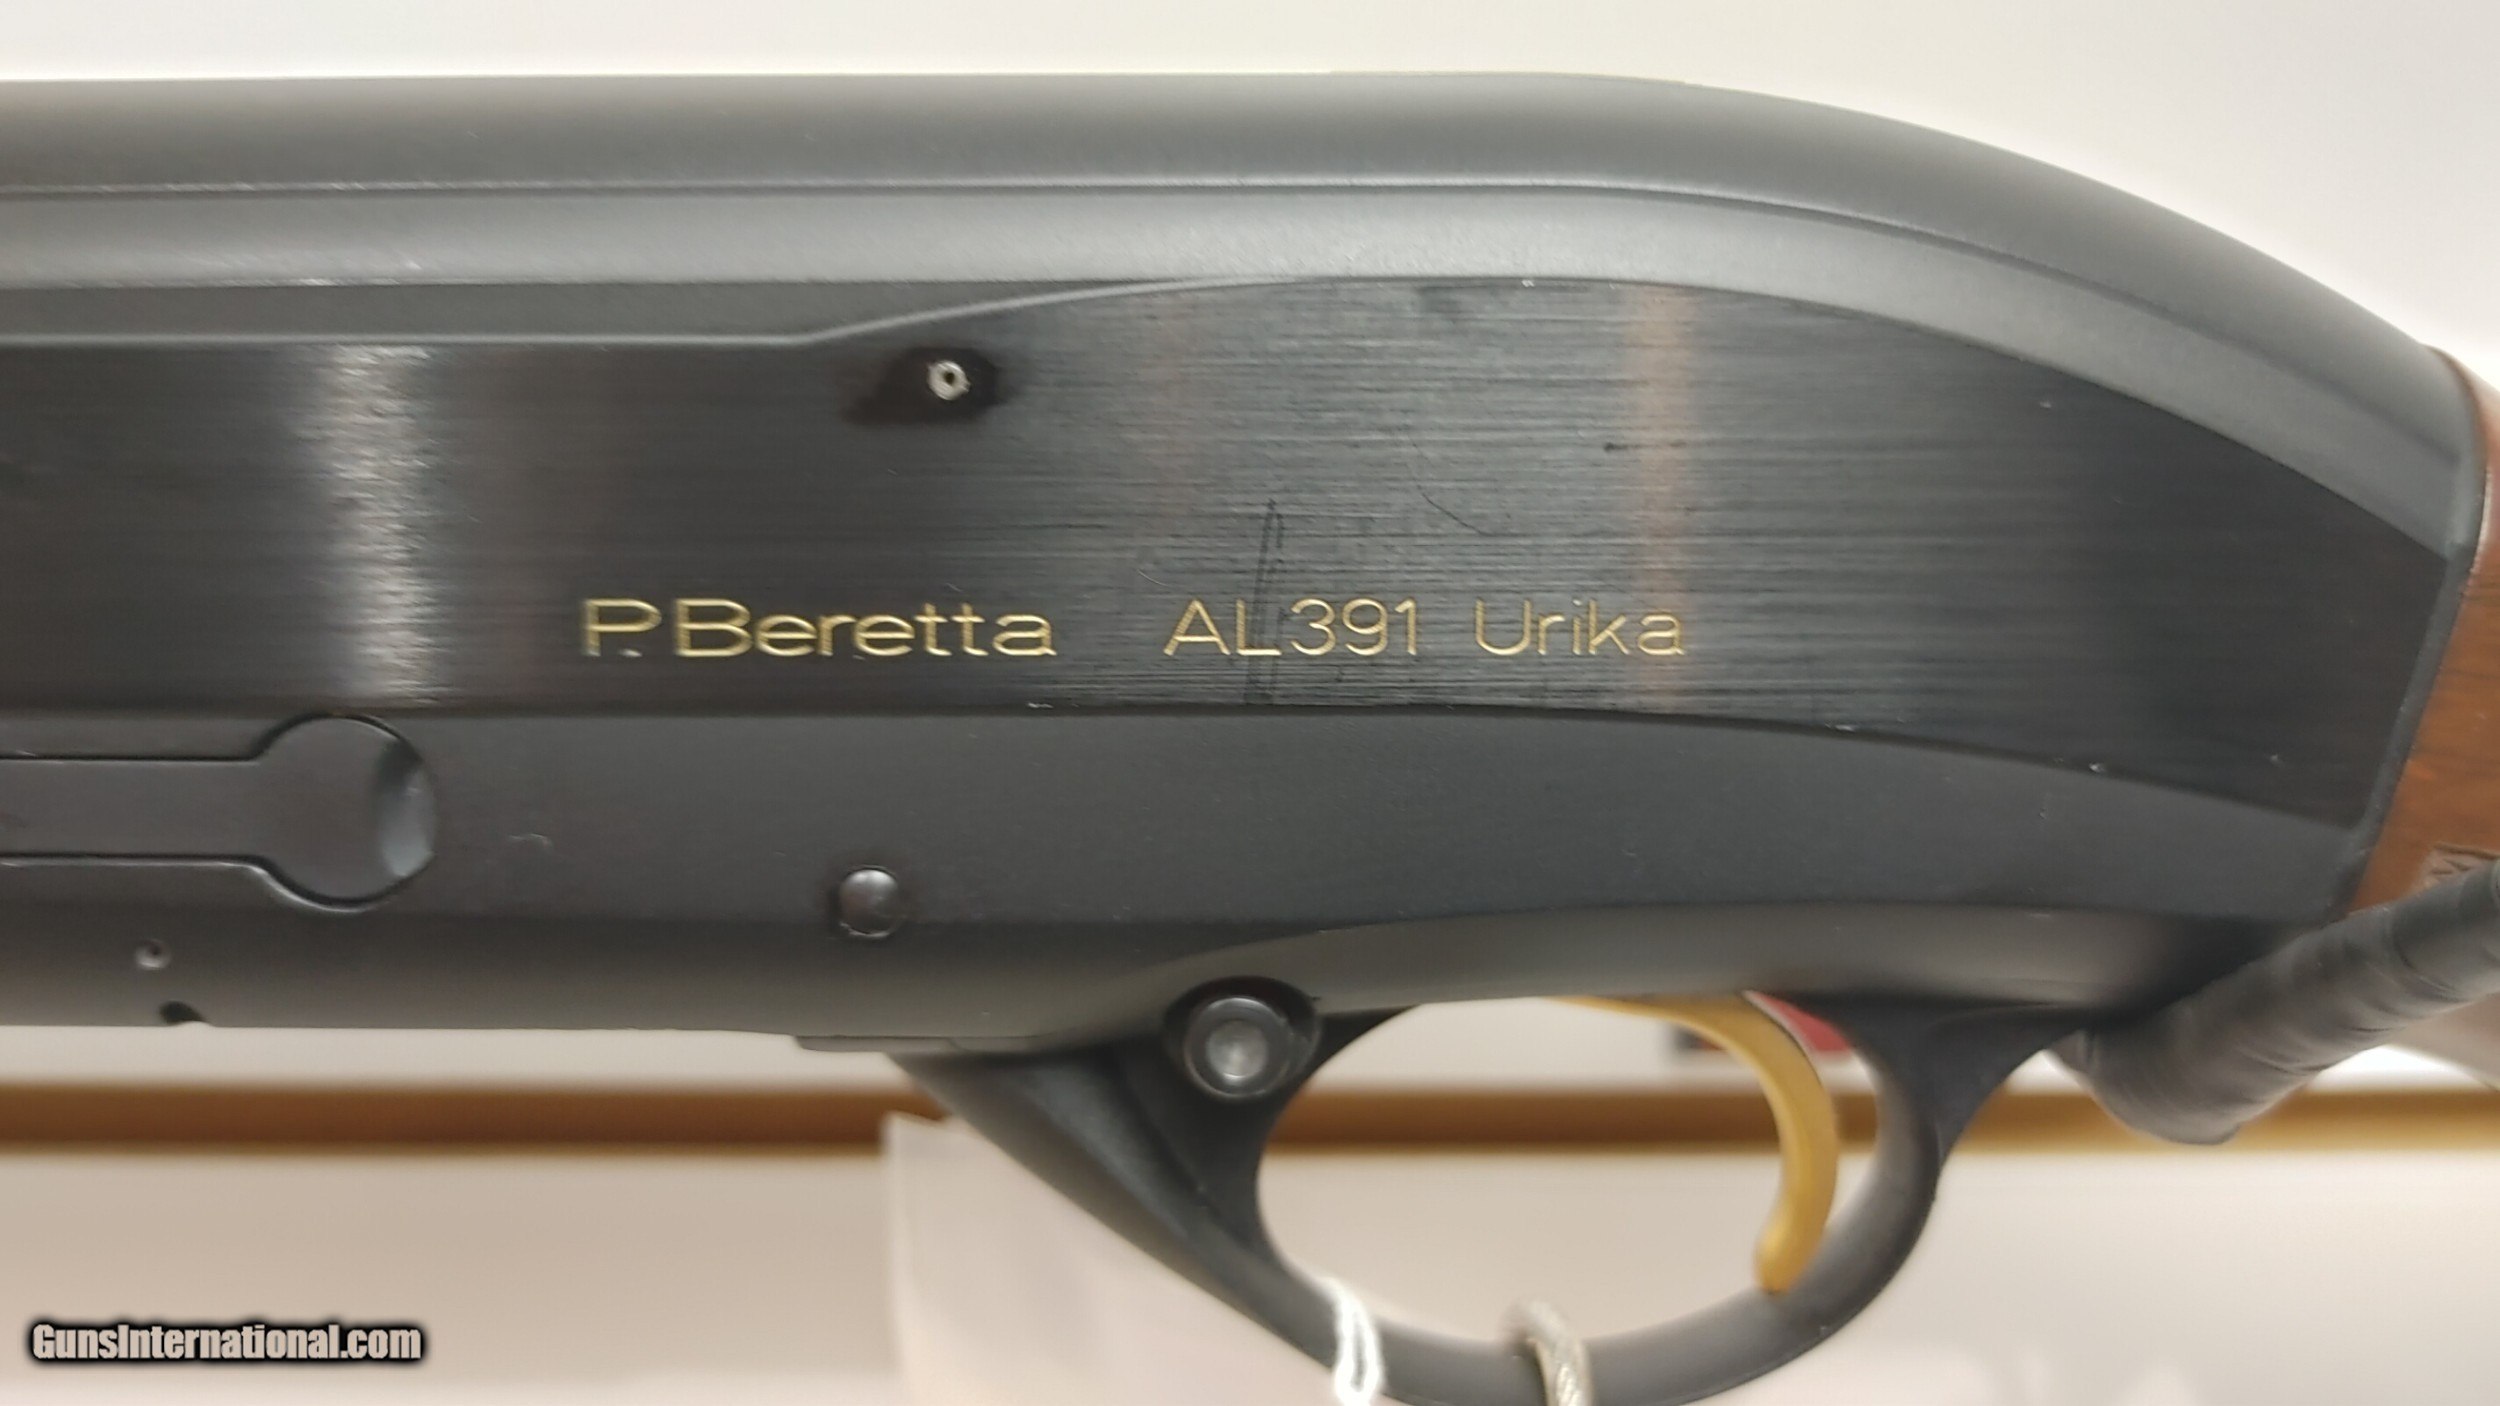 P. Beretta AL391 Urika
GunsInternational.com